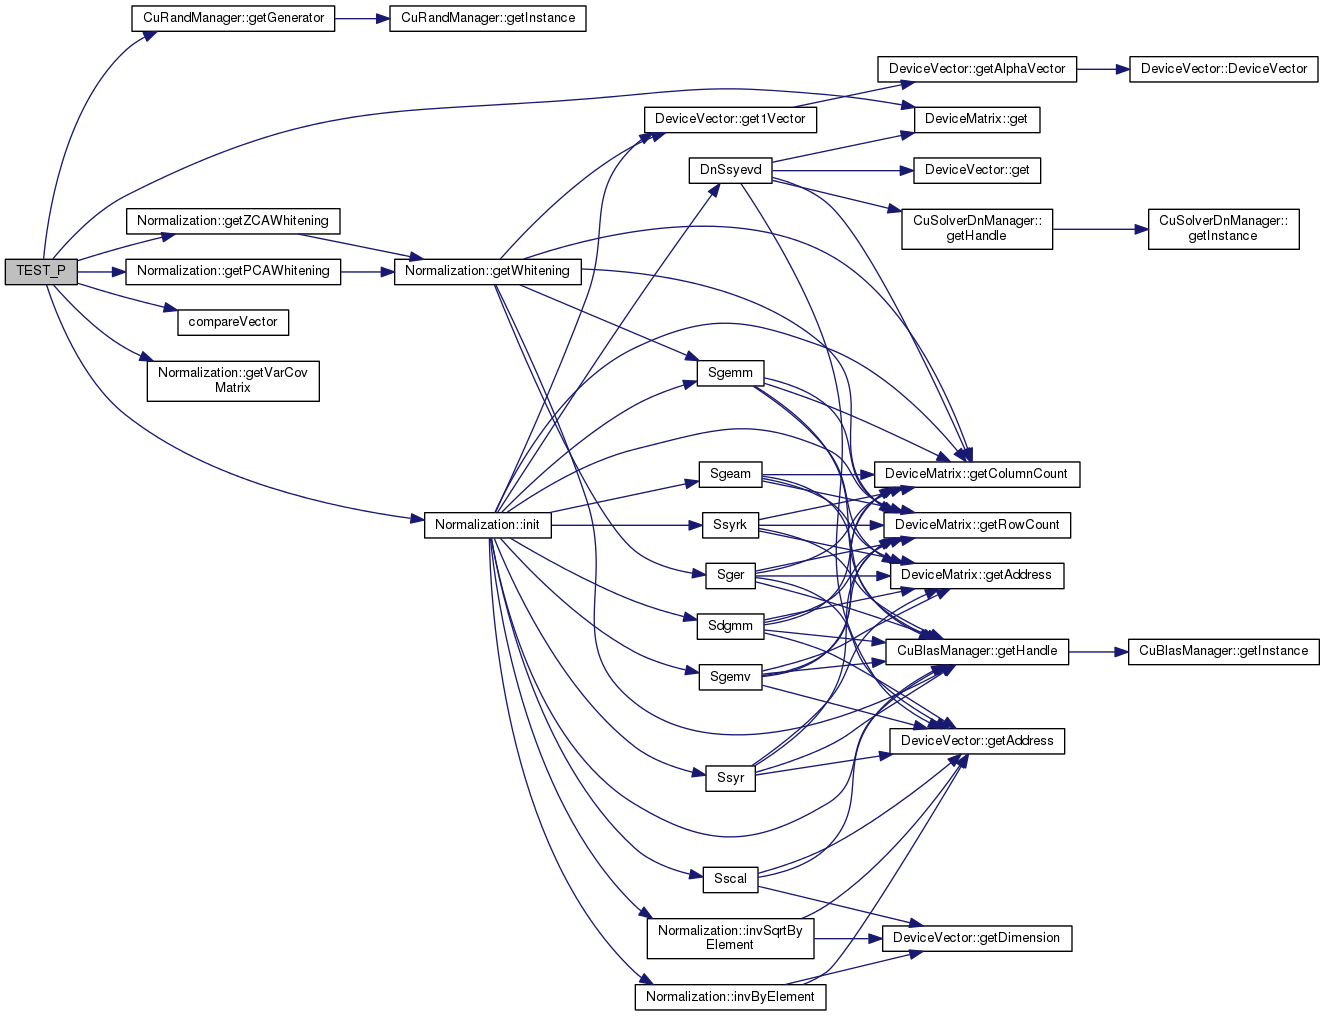 CuRandManager::getGenerator
CuRandManager::getInstance
DeviceVector::getAlphaVector
DeviceVector::DeviceVector
DeviceVector::get1Vector
DeviceMatrix::get
DnSsyevd
DeviceVector::get
Normalization::getZCAWhitening
CuSolverDnManager::
getHandle
CuSolverDnManager::
getInstance
TEST_P
Normalization::getPCAWhitening
Normalization::getWhitening
compareVector
Normalization::getVarCov
Matrix
Sgemm
Sgeam
DeviceMatrix::getColumnCount
Normalization::init
Ssyrk
DeviceMatrix::getRowCount
Sger
DeviceMatrix::getAddress
Sdgmm
CuBlasManager::getHandle
CuBlasManager::getInstance
Sgemv
DeviceVector::getAddress
Ssyr
Sscal
Normalization::invSqrtBy
Element
DeviceVector::getDimension
Normalization::invByElement